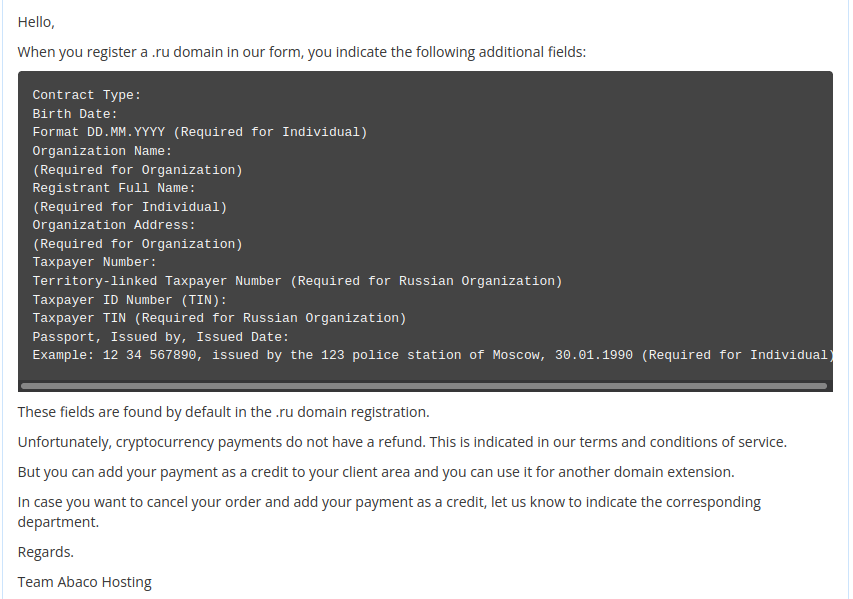 Hello,
When you register a .ru domain in our form, you indicate the following additional fields:
Contract Type:
Birth Date:
Format DD.MM.YYYY (Required for Individual)
Organization Name:
(Required for Organization)
Registrant Full Name:
(Required for Individual)
Organization Address:
(Required for Organization)
Taxpayer Number:
Territory-linked Taxpayer Number (Required for Russian Organization)
Taxpayer ID Number (TIN):
Taxpayer TIN (Required for Russian Organization)
Passport, Issued by, Issued Date:
Example: 12 34 567890, issued by the 123 police station of Moscow, 30.01.1990 (Required for Individual)
These fields are found by default in the .ru domain registration.
Unfortunately, cryptocurrency payments do not have a refund. This is indicated in our terms and conditions of service.
But you can add your payment as a credit to your client area and you can use it for another domain extension.
In case you want to cancel your order and add your payment as a credit, let us know to indicate the corresponding
department.
Regards.
Team Abaco Hosting